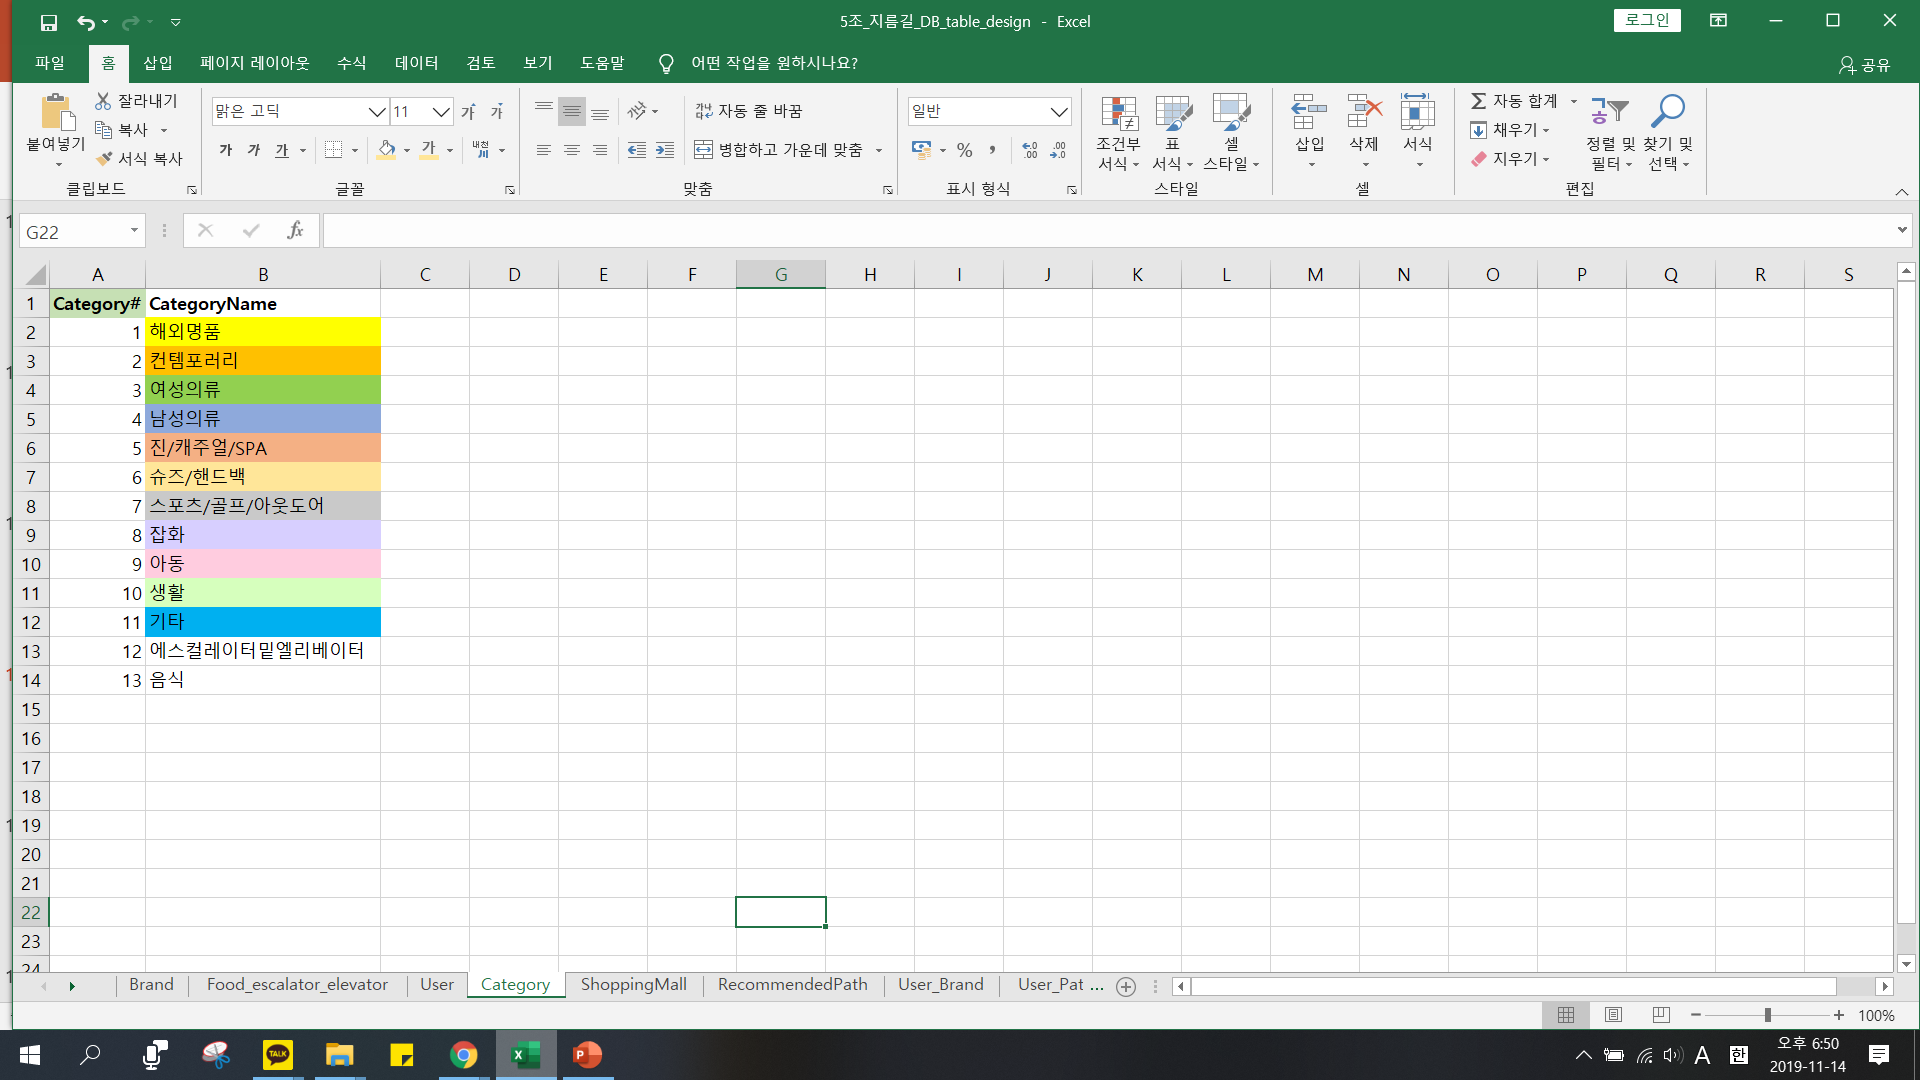 5조_지름길_DB_table_design - Excel
로그인
파일 홈 삽입 페이지 레이아웃 수식 데이터 검토 보기 도움말 어떤 작업을 원하시나요? 공유
붙여넣기
잘라내기
복사
서식 복사
클립보드
맑은 고딕 11
가 가 가 가 내천
글꼴
자동 줄 바꿈
병합하고 가운데 맞춤
맞춤
일반
% ,
표시 형식
조건부 서식
표 서식
셀 스타일
스타일
삽입 삭제 서식
셀
자동 합계
채우기
지우기
정렬 및 필터
찾기 및 선택
편집
G22
fx
A B C D E F G H I J K L M N O P Q R S
1 Category# CategoryName
2 1 해외명품
3 2 컨템포러리
4 3 여성의류
5 4 남성의류
6 5 진/캐주얼/SPA
7 6 슈즈/핸드백
8 7 스포츠/골프/아웃도어
9 8 잡화
10 9 아동
11 10 생활
12 11 기타
13 12 에스컬레이터밑엘리베이터
14 13 음식
15
16
17
18
19
20
21
22
23
24
Brand Food_escalator_elevator User Category ShoppingMall RecommendedPath User_Brand User_Pat ...
100%
TALK
A 한
오후 6:50
2019-11-14